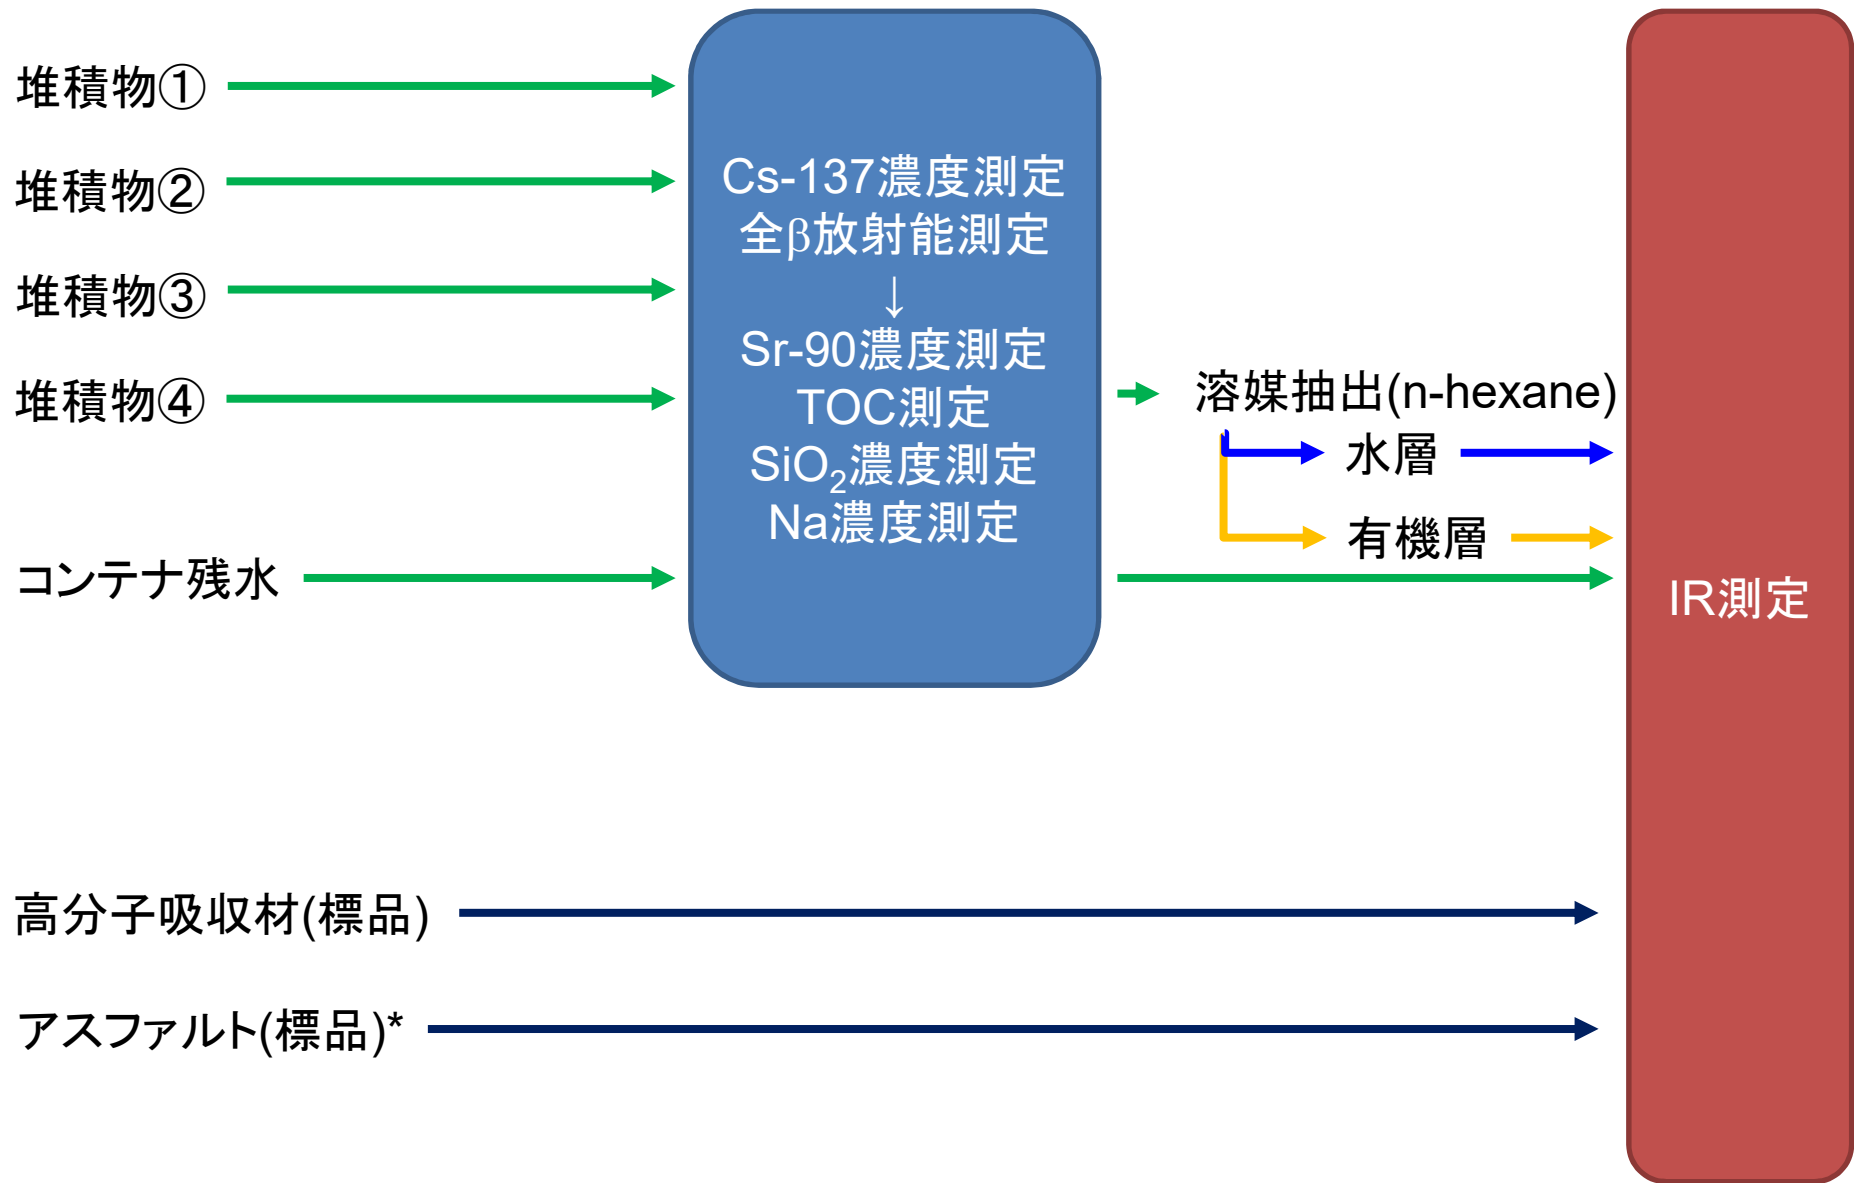 堆積物①
堆積物②
堆積物③
堆積物④
コンテナ残水
高分子吸収材(標品)
アスファルト(標品)*
Cs-137濃度測定
全β放射能測定
↓
Sr-90濃度測定
TOC測定
SiO₂濃度測定
Na濃度測定
溶媒抽出(n-hexane)
水層
有機層
IR測定